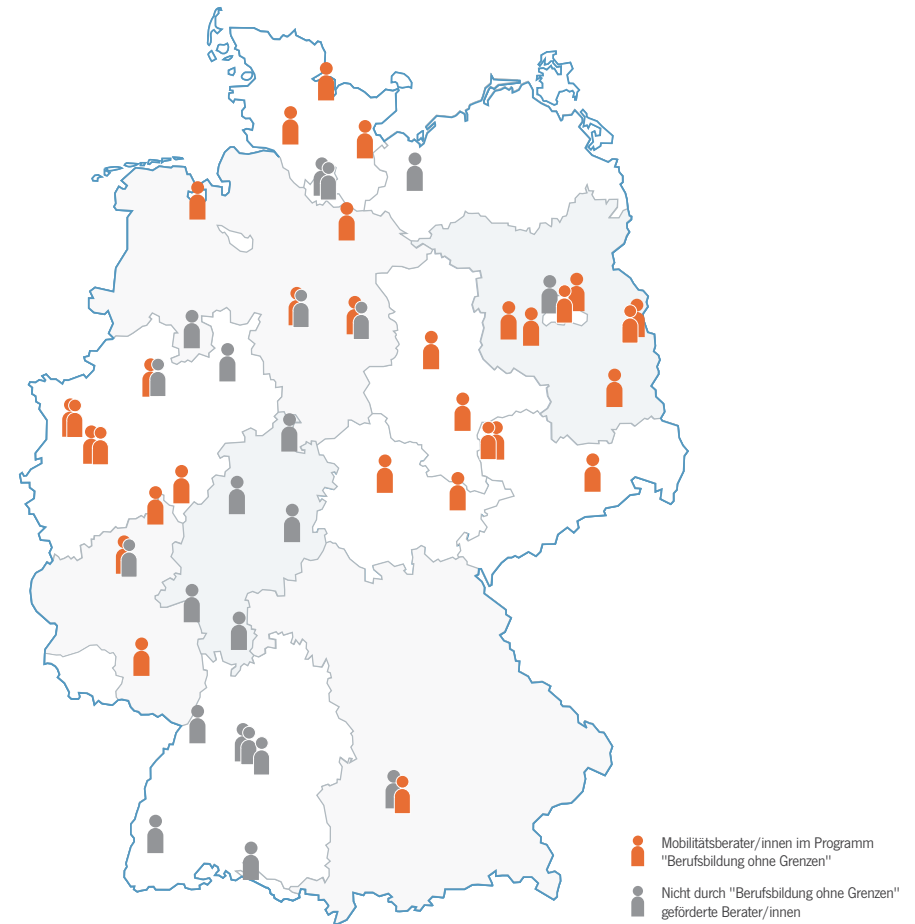 Mobilitätsberater/innen im Programm
"Berufsbildung ohne Grenzen"
Nicht durch "Berufsbildung ohne Grenzen"
geförderte Berater/innen